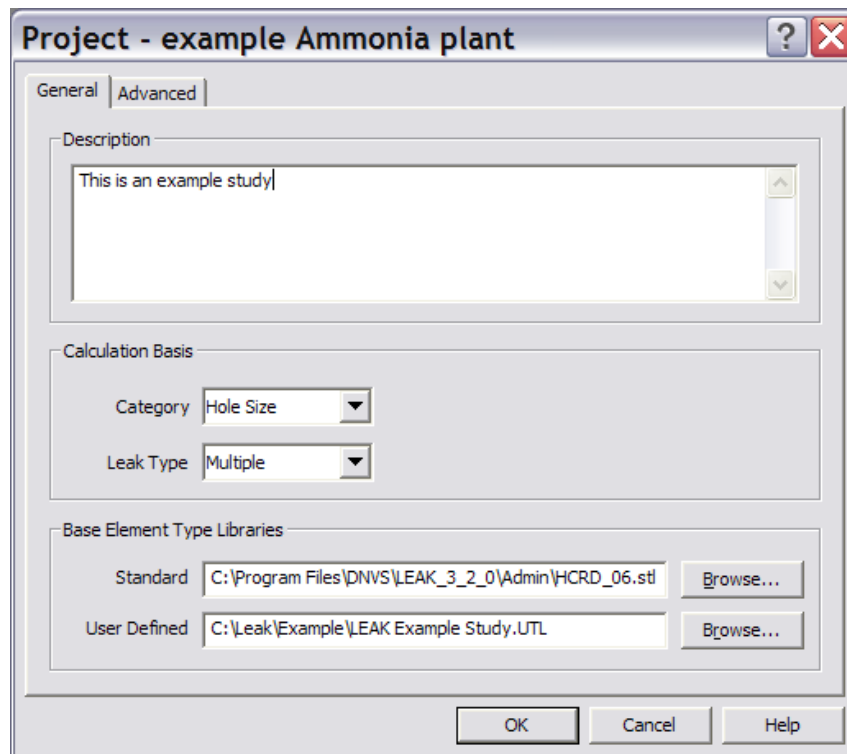 Project - example Ammonia plant
General Advanced
Description
This is an example study
Calculation Basis
Category Hole Size
Leak Type Multiple
Base Element Type Libraries
Standard C:\Program Files\DNVS\LEAK_3_2_0\Admin\HCRD_06.stl Browse...
User Defined C:\Leak\Example\LEAK Example Study.UTL Browse...
OK Cancel Help